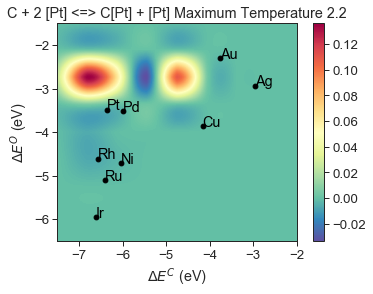 C + 2 [Pt] <=> C[Pt] + [Pt] Maximum Temperature 2.2
−2
−3
−4
−5
−6
ΔE^O (eV)
Au
Ag
Pt
Pd
Cu
Rh
Ni
Ru
Ir
−7
−6
−5
−4
−3
−2
ΔE^C (eV)
0.12
0.10
0.08
0.06
0.04
0.02
0.00
−0.02